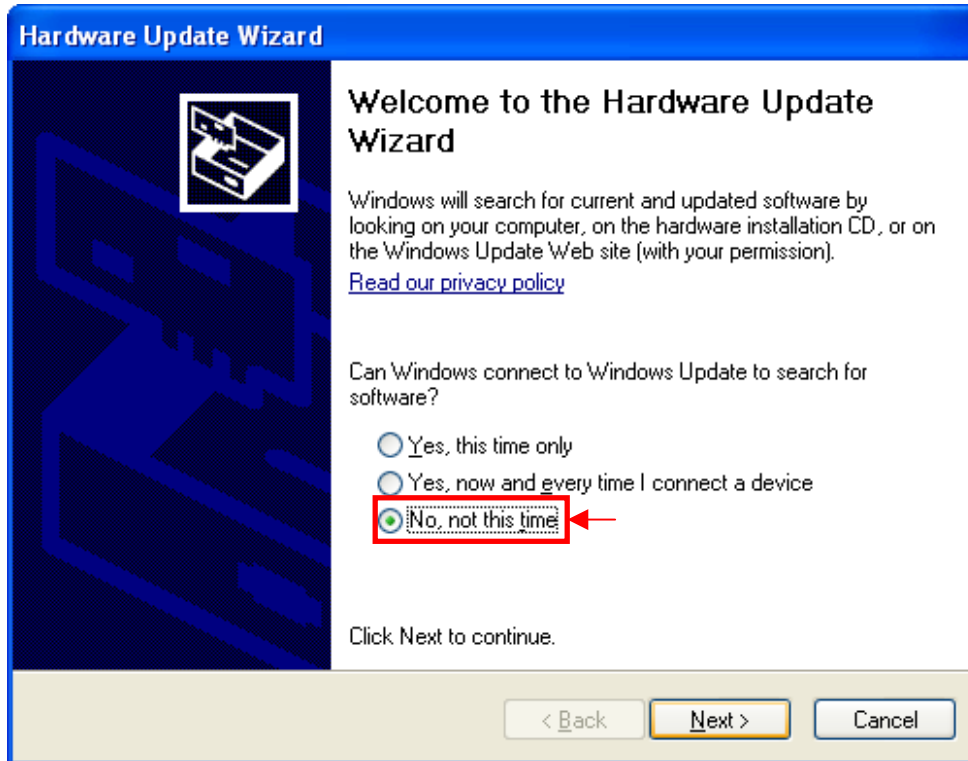 Hardware Update Wizard
Welcome to the Hardware Update
Wizard
Windows will search for current and updated software by
looking on your computer, on the hardware installation CD, or on
the Windows Update Web site (with your permission).
Read our privacy policy
Can Windows connect to Windows Update to search for
software?
Yes, this time only
Yes, now and every time I connect a device
No, not this time
Click Next to continue.
< Back Next > Cancel